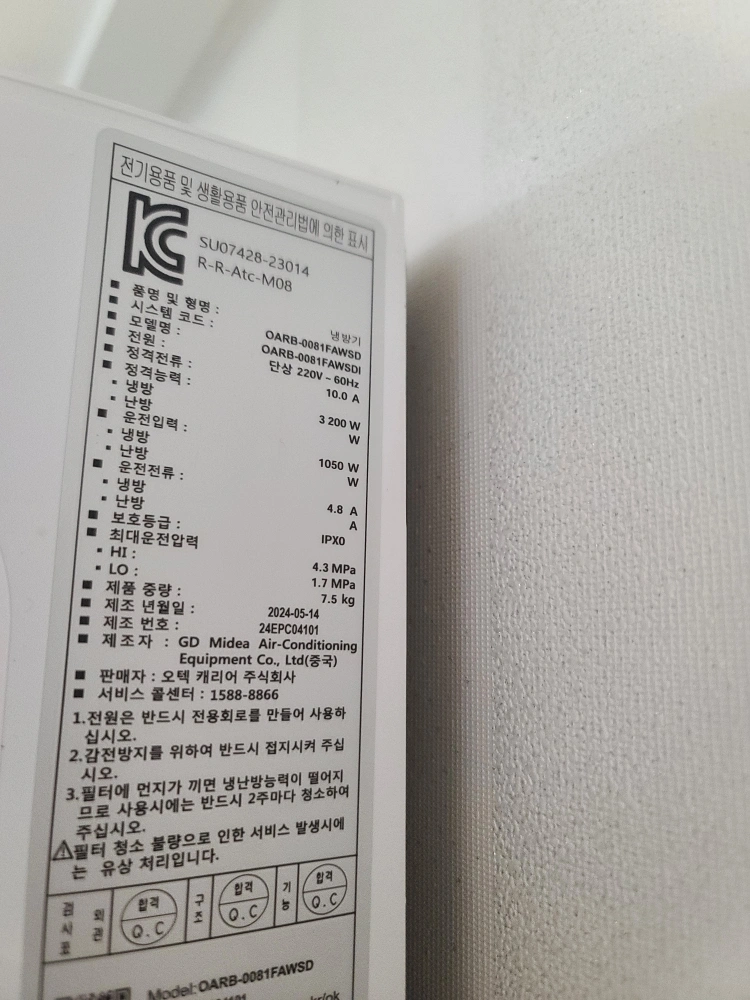 전기용품 및 생활용품 안전관리법에 의한 표시
SU07428-23014
R-R-Atc-M08
■ 품명 및 형명 : 냉방기
■ 시스템 코드 : OARB-0081FAWSD
■ 모델명 : OARB-0081FAWSDI
■ 전원 : 단상 220V ~ 60Hz
■ 정격전류 : 10.0 A
■ 정격능력 :
• 냉방 3 200 W
• 난방 W
■ 운전입력 :
• 냉방 1050 W
• 난방 W
■ 운전전류 :
• 냉방 4.8 A
• 난방 A
■ 보호등급 : IPX0
■ 최대운전압력
• HI : 4.3 MPa
• LO : 1.7 MPa
■ 제품 중량 : 7.5 kg
■ 제조 년월일 : 2024-05-14
■ 제조 번호 : 24EPC04101
■ 제조자 : GD Midea Air-Conditioning
Equipment Co., Ltd(중국)
■ 판매자 : 오텍 캐리어 주식회사
■ 서비스 콜센터 : 1588-8866
1.전원은 반드시 전용회로를 만들어 사용하
십시오.
2.감전방지를 위하여 반드시 접지시켜 주십
시오.
3.필터에 먼지가 끼면 냉난방능력이 떨어지
므로 사용시에는 반드시 2주마다 청소하여
주십시오.
⚠필터 청소 불량으로 인한 서비스 발생시에
는 유상 처리입니다.
검사표 외관 합격 Q.C 구조 합격 Q.C 기능 합격 Q.C
Model:OARB-0081FAWSD